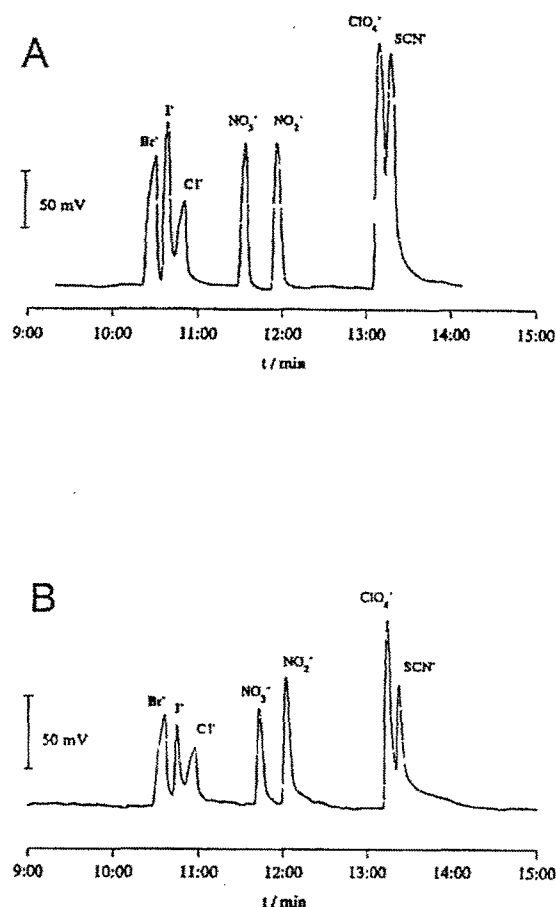 A
ClO₄⁻
SCN⁻
I⁻
Br⁻
Cl⁻
NO₃⁻ NO₂⁻
50 mV
9:00 10:00 11:00 12:00 13:00 14:00 15:00
t / min
B
ClO₄⁻
SCN⁻
NO₂⁻
NO₃⁻
Br⁻ I⁻
Cl⁻
50 mV
9:00 10:00 11:00 12:00 13:00 14:00 15:00
t / min